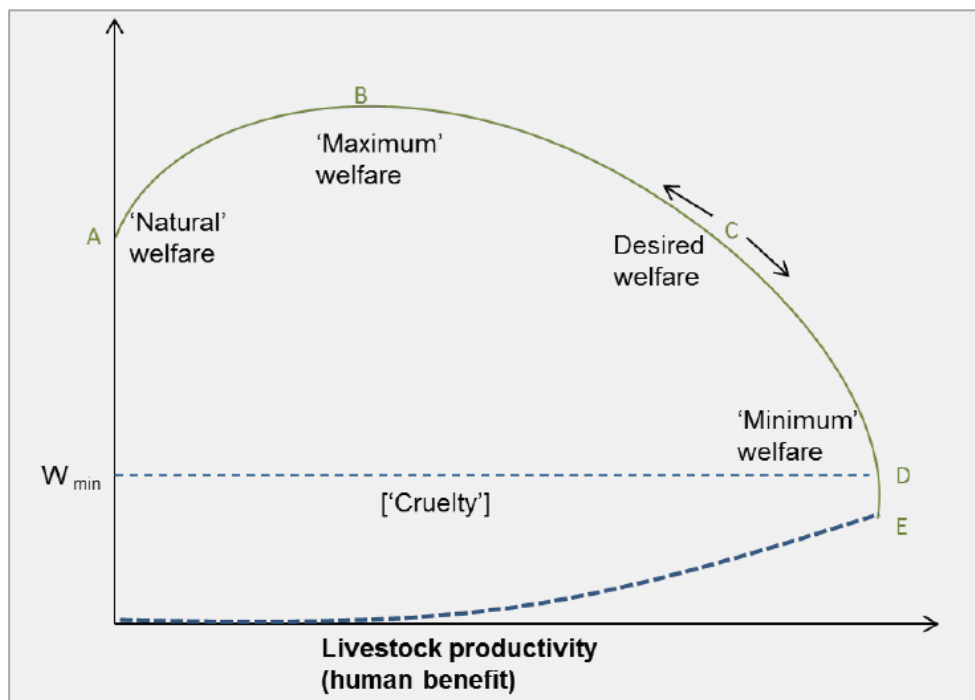 B
‘Maximum’
welfare
A
‘Natural’
welfare
C
Desired
welfare
‘Minimum’
welfare
W min
D
[‘Cruelty’]
E
Livestock productivity
(human benefit)